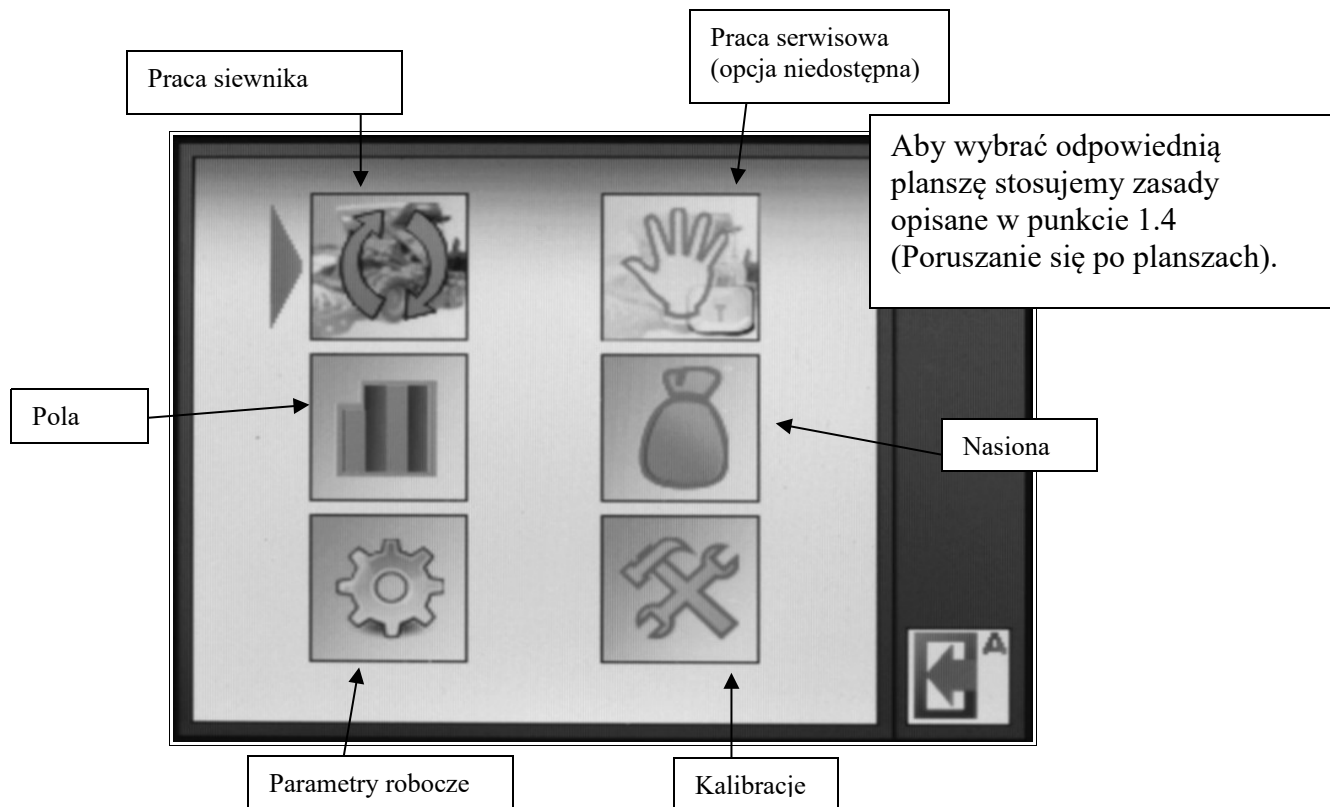 Praca serwisowa
(opcja niedostępna)
Praca siewnika
Aby wybrać odpowiednią
planszę stosujemy zasady
opisane w punkcie 1.4
(Poruszanie się po planszach).
T
Pola
Nasiona
A
Parametry robocze
Kalibracje